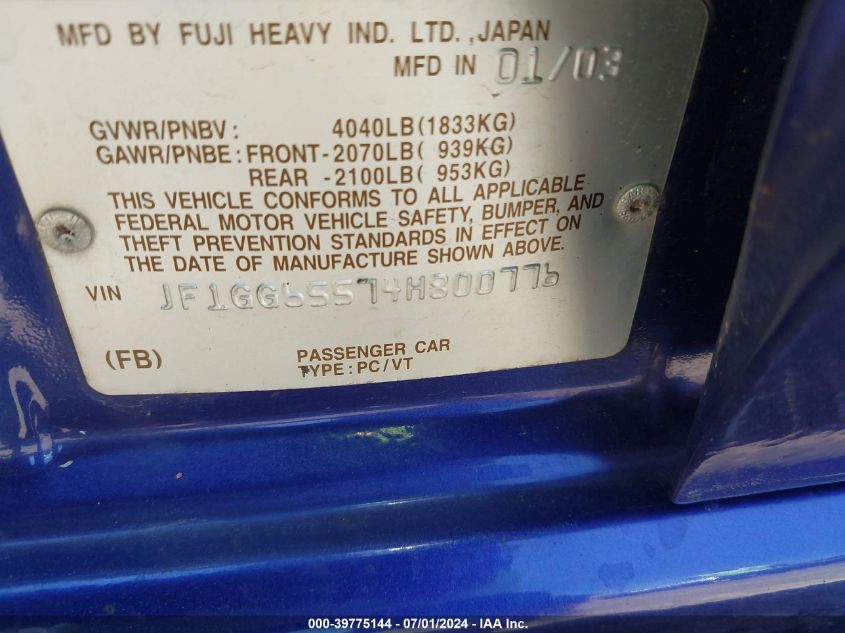 MFD BY FUJI HEAVY IND. LTD.,JAPAN
MFD IN 01/03
GVWR/PNBV: 4040LB(1833KG)
GAWR/PNBE: FRONT-2070LB( 939KG)
REAR -2100LB( 953KG)
THIS VEHICLE CONFORMS TO ALL APPLICABLE
FEDERAL MOTOR VEHICLE SAFETY, BUMPER, AND
THEFT PREVENTION STANDARDS IN EFFECT ON
THE DATE OF MANUFACTURE SHOWN ABOVE.
VIN JF1GG65574H800776
(FB) PASSENGER CAR
TYPE:PC/VT
000-39775144 - 07/01/2024 - IAA Inc.